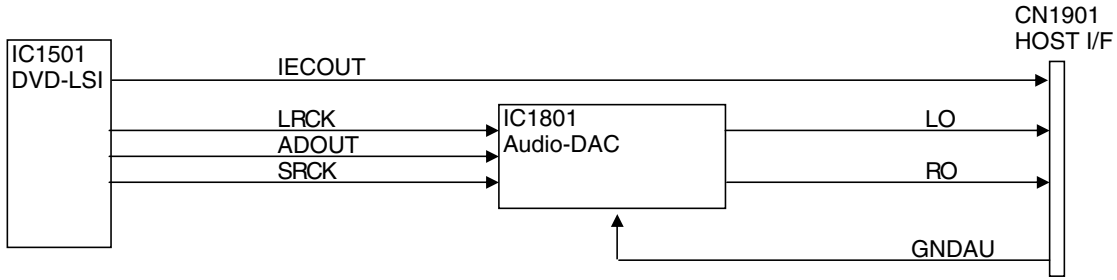 CN1901
HOST I/F
IC1501
DVD-LSI
IECOUT
LRCK
ADOUT
SRCK
IC1801
Audio-DAC
LO
RO
GNDAU